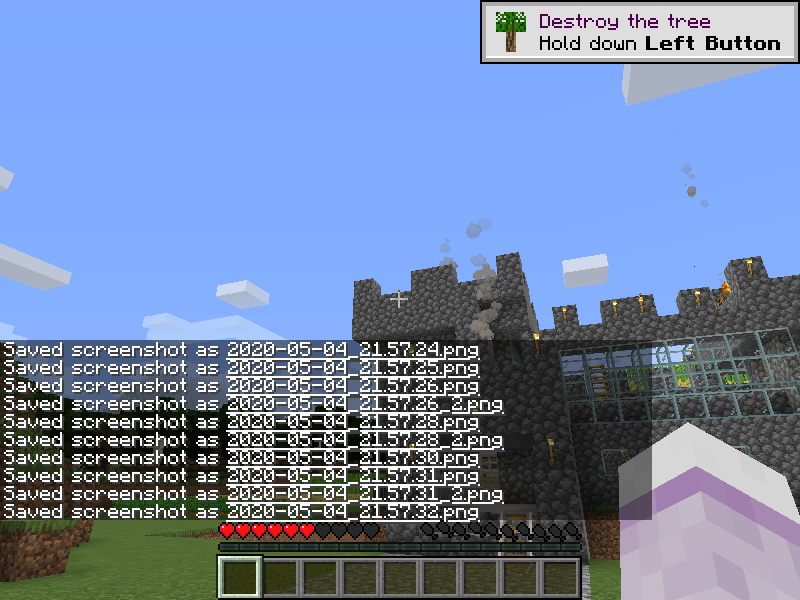 Destroy the tree
Hold down Left Button
Saved screenshot as 2020-05-04_21.57.24.png
Saved screenshot as 2020-05-04_21.57.25.png
Saved screenshot as 2020-05-04_21.57.26.png
Saved screenshot as 2020-05-04_21.57.26_2.png
Saved screenshot as 2020-05-04_21.57.28.png
Saved screenshot as 2020-05-04_21.57.28_2.png
Saved screenshot as 2020-05-04_21.57.30.png
Saved screenshot as 2020-05-04_21.57.31.png
Saved screenshot as 2020-05-04_21.57.31_2.png
Saved screenshot as 2020-05-04_21.57.32.png